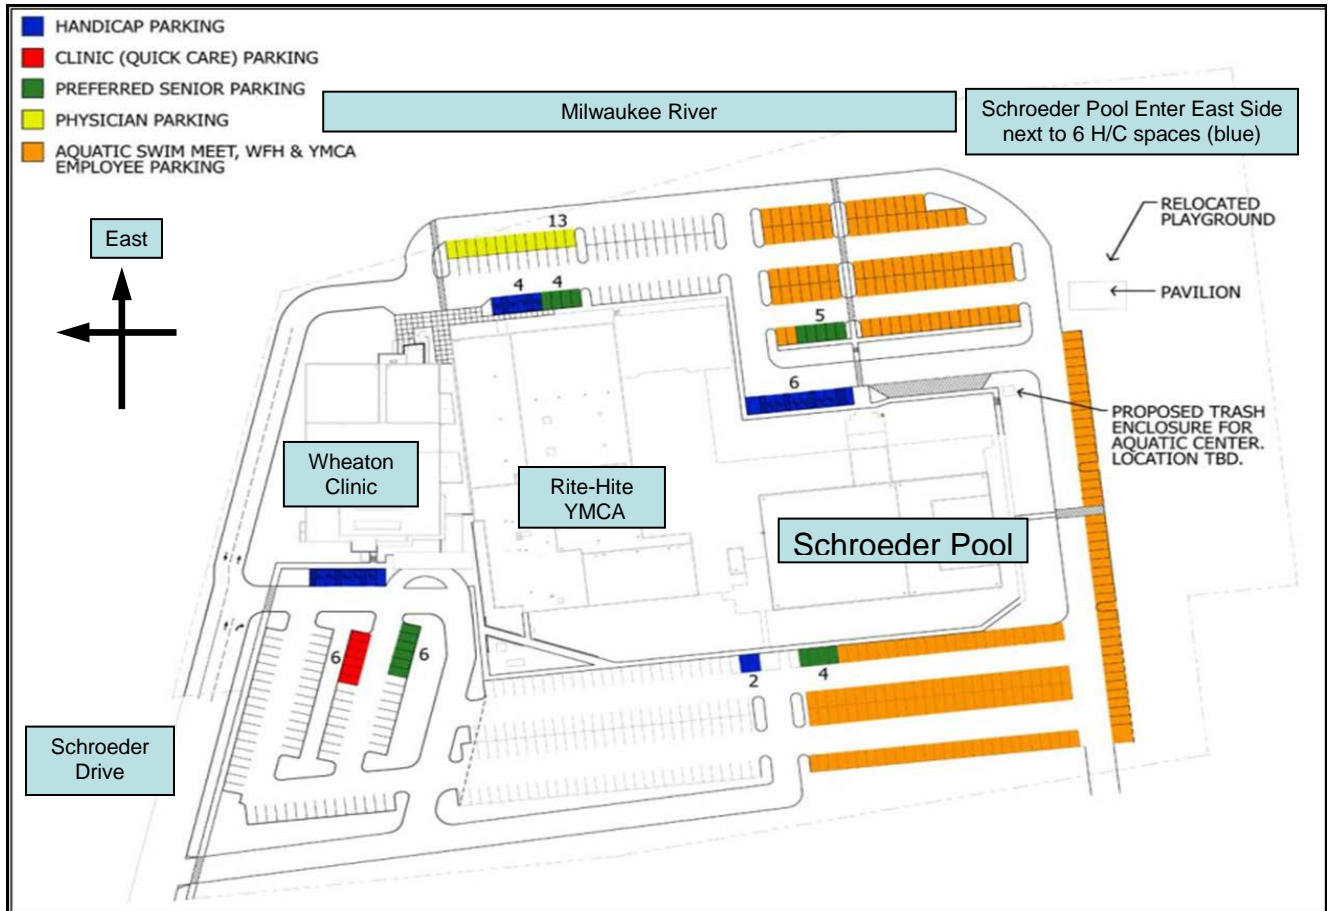 HANDICAP PARKING
CLINIC (QUICK CARE) PARKING
PREFERRED SENIOR PARKING
PHYSICIAN PARKING
AQUATIC SWIM MEET, WFH & YMCA
EMPLOYEE PARKING
Milwaukee River
Schroeder Pool Enter East Side
next to 6 H/C spaces (blue)
East
RELOCATED
PLAYGROUND
PAVILION
13
4
4
5
6
PROPOSED TRASH
ENCLOSURE FOR
AQUATIC CENTER.
LOCATION TBD.
Wheaton
Clinic
Rite-Hite
YMCA
Schroeder Pool
6
6
2
4
Schroeder
Drive